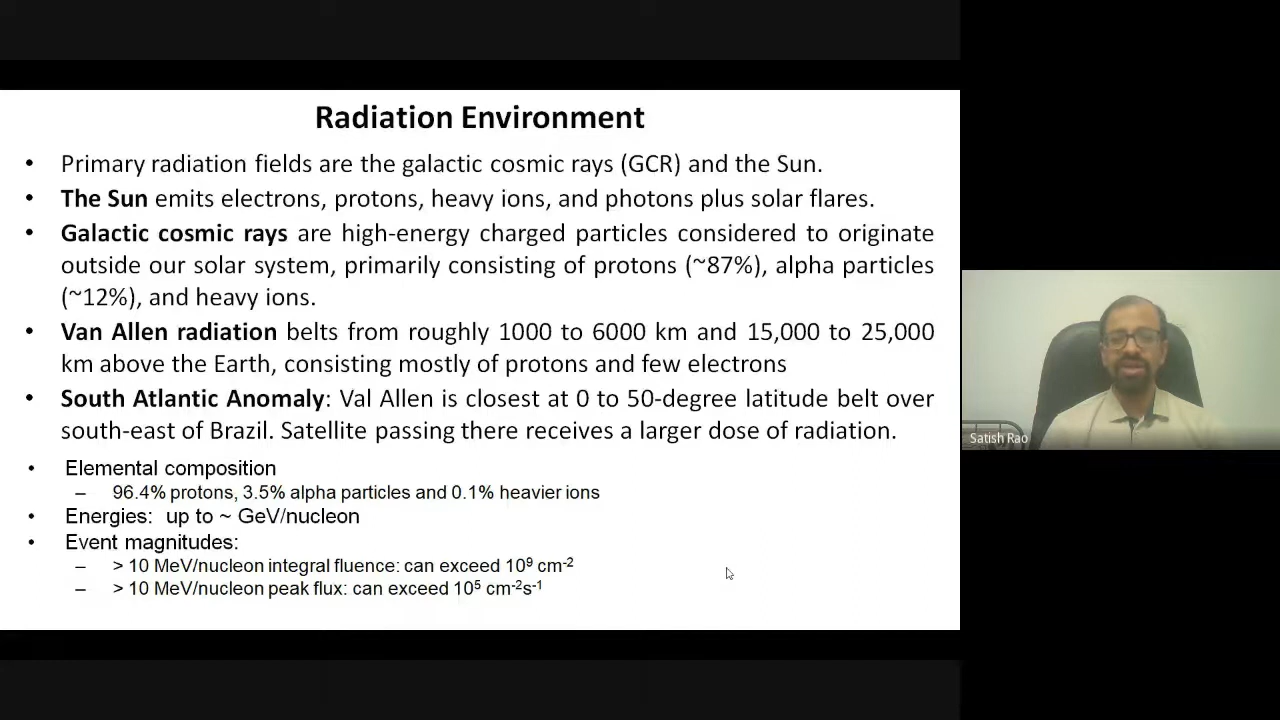 Radiation Environment
• Primary radiation fields are the galactic cosmic rays (GCR) and the Sun.
• The Sun emits electrons, protons, heavy ions, and photons plus solar flares.
• Galactic cosmic rays are high-energy charged particles considered to originate
outside our solar system, primarily consisting of protons (~87%), alpha particles
(~12%), and heavy ions.
• Van Allen radiation belts from roughly 1000 to 6000 km and 15,000 to 25,000
km above the Earth, consisting mostly of protons and few electrons
• South Atlantic Anomaly: Val Allen is closest at 0 to 50-degree latitude belt over
south-east of Brazil. Satellite passing there receives a larger dose of radiation.
• Elemental composition
– 96.4% protons, 3.5% alpha particles and 0.1% heavier ions
• Energies: up to ~ GeV/nucleon
• Event magnitudes:
– > 10 MeV/nucleon integral fluence: can exceed 10⁹ cm⁻²
– > 10 MeV/nucleon peak flux: can exceed 10⁵ cm⁻²s⁻¹
Satish Rao